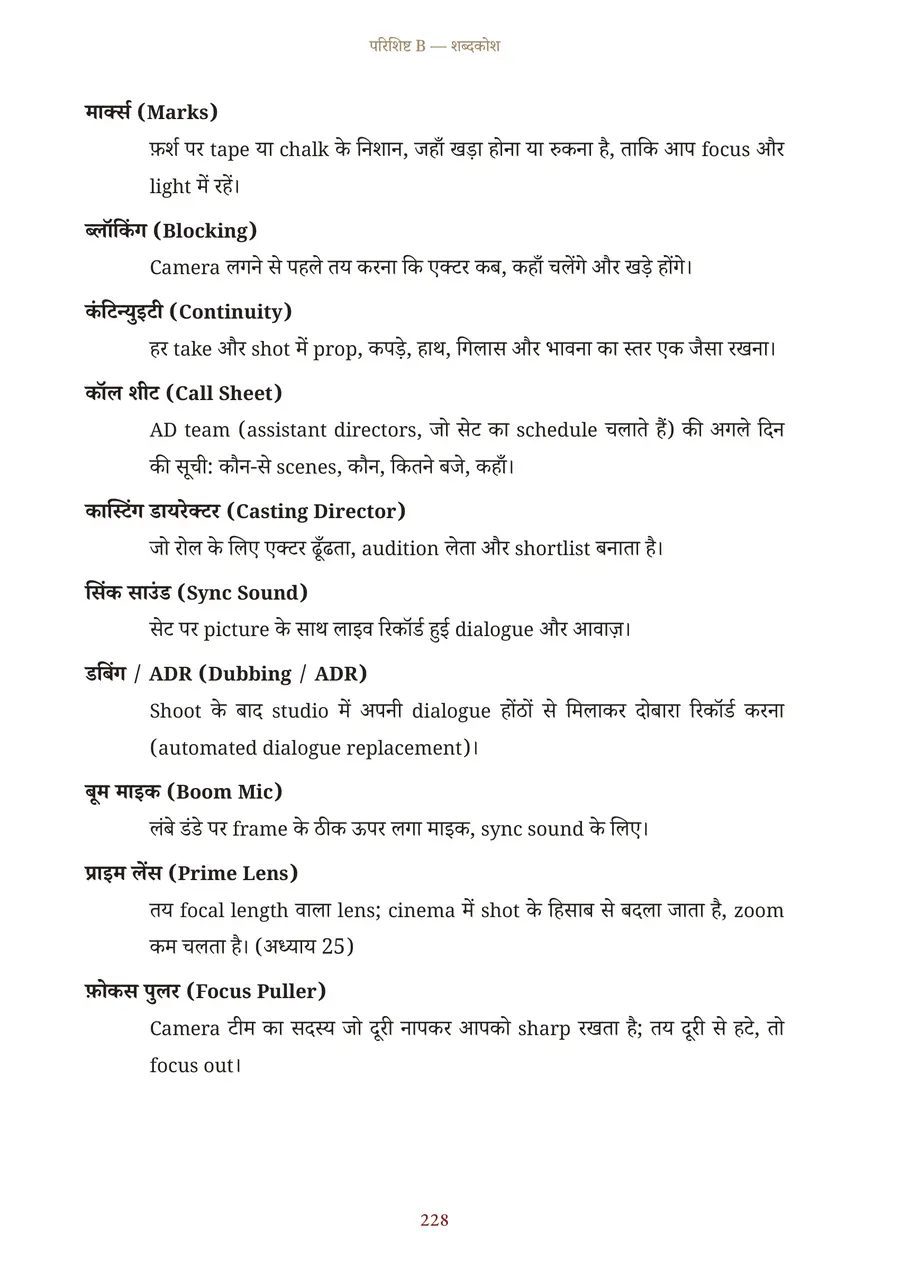 परिशिष्ट B — शब्दकोश
मार्क्स (Marks)
फ़र्श पर tape या chalk के निशान, जहाँ खड़ा होना या रुकना है, ताकि आप focus और
light में रहें।
ब्लॉकिंग (Blocking)
Camera लगने से पहले तय करना कि एक्टर कब, कहाँ चलेंगे और खड़े होंगे।
कंटिन्युइटी (Continuity)
हर take और shot में prop, कपड़े, हाथ, गिलास और भावना का स्तर एक जैसा रखना।
कॉल शीट (Call Sheet)
AD team (assistant directors, जो सेट का schedule चलाते हैं) की अगले दिन
की सूची: कौन-से scenes, कौन, कितने बजे, कहाँ।
कास्टिंग डायरेक्टर (Casting Director)
जो रोल के लिए एक्टर ढूँढता, audition लेता और shortlist बनाता है।
सिंक साउंड (Sync Sound)
सेट पर picture के साथ लाइव रिकॉर्ड हुई dialogue और आवाज़।
डबिंग / ADR (Dubbing / ADR)
Shoot के बाद studio में अपनी dialogue होंठों से मिलाकर दोबारा रिकॉर्ड करना
(automated dialogue replacement)।
बूम माइक (Boom Mic)
लंबे डंडे पर frame के ठीक ऊपर लगा माइक, sync sound के लिए।
प्राइम लेंस (Prime Lens)
तय focal length वाला lens; cinema में shot के हिसाब से बदला जाता है, zoom
कम चलता है। (अध्याय 25)
फ़ोकस पुलर (Focus Puller)
Camera टीम का सदस्य जो दूरी नापकर आपको sharp रखता है; तय दूरी से हटे, तो
focus out।
228